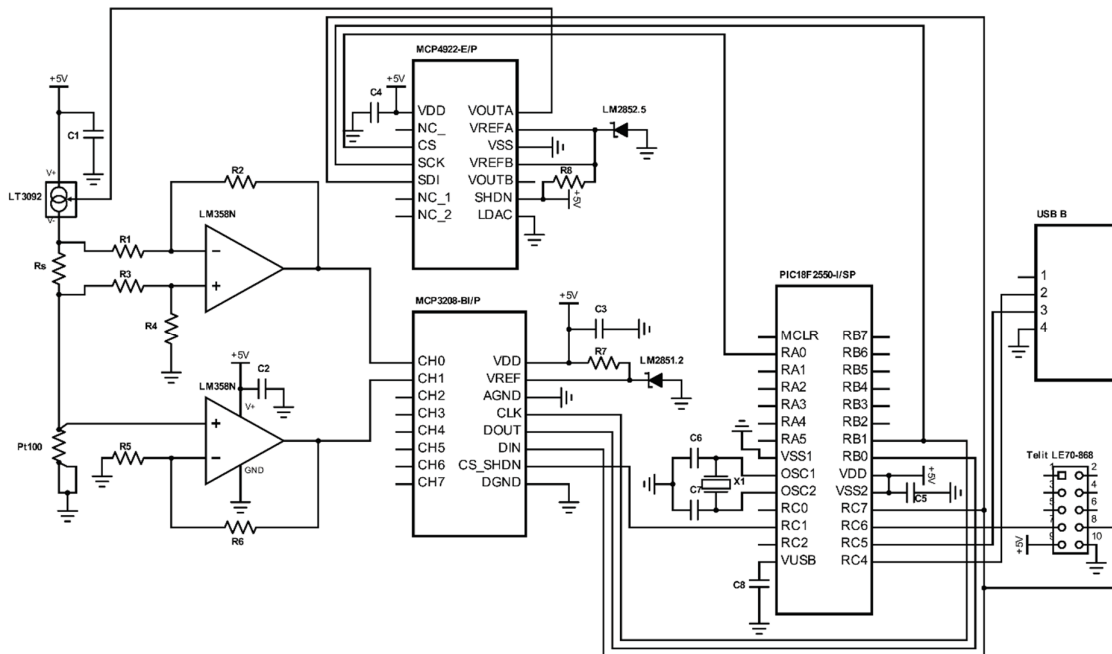 MCP4922-E/P
+5V
C4
VDD
NC_
CS
SCK
SDI
NC_1
NC_2
VOUTA
VREFA
VSS
VREFB
VOUTB
SHDN
LDAC
LM2852.5
R8
+5V
+5V
C1
V+
LT3092
V-
R2
LM358N
R1
Rs
R3
R4
+5V
C2
LM358N
V+
Pt100
R5
GND
R6
MCP3208-BI/P
CH0
CH1
CH2
CH3
CH4
CH5
CH6
CH7
VDD
VREF
AGND
CLK
DOUT
DIN
CS_SHDN
DGND
+5V
C3
R7
LM2851.2
PIC18F2550-I/SP
MCLR
RA0
RA1
RA2
RA3
RA4
RA5
VSS1
OSC1
OSC2
RC0
RC1
RC2
VUSB
RB7
RB6
RB5
RB4
RB3
RB2
RB1
RB0
VDD
VSS2
RC7
RC6
RC5
RC4
C6
C7
X1
C8
+5V
C5
USB B
1
2
3
4
Telit LE70-868
1 2
3 4
5 6
7 8
9 10
+5V